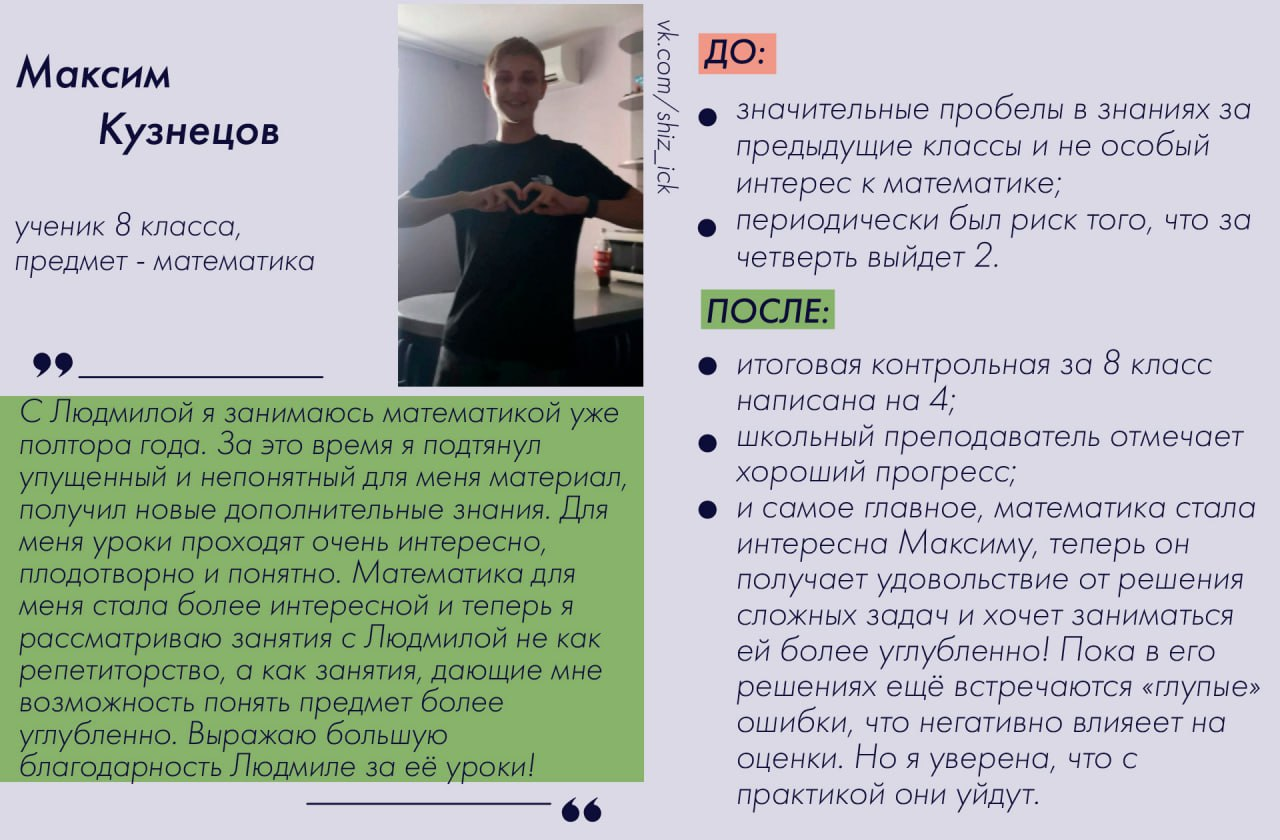 Максим
Кузнецов
ученик 8 класса,
предмет - математика
vk.com/shiz_ick
С Людмилой я занимаюсь математикой уже
полтора года. За это время я подтянул
упущенный и непонятный для меня материал,
получил новые дополнительные знания. Для
меня уроки проходят очень интересно,
плодотворно и понятно. Математика для
меня стала более интересной и теперь я
рассматриваю занятия с Людмилой не как
репетиторство, а как занятия, дающие мне
возможность понять предмет более
углубленно. Выражаю большую
благодарность Людмиле за её уроки!
ДО:
значительные пробелы в знаниях за
предыдущие классы и не особый
интерес к математике;
периодически был риск того, что за
четверть выйдет 2.
ПОСЛЕ:
итоговая контрольная за 8 класс
написана на 4;
школьный преподаватель отмечает
хороший прогресс;
и самое главное, математика стала
интересна Максиму, теперь он
получает удовольствие от решения
сложных задач и хочет заниматься
ей более углубленно! Пока в его
решениях ещё встречаются «глупые»
ошибки, что негативно влияеет на
оценки. Но я уверена, что с
практикой они уйдут.